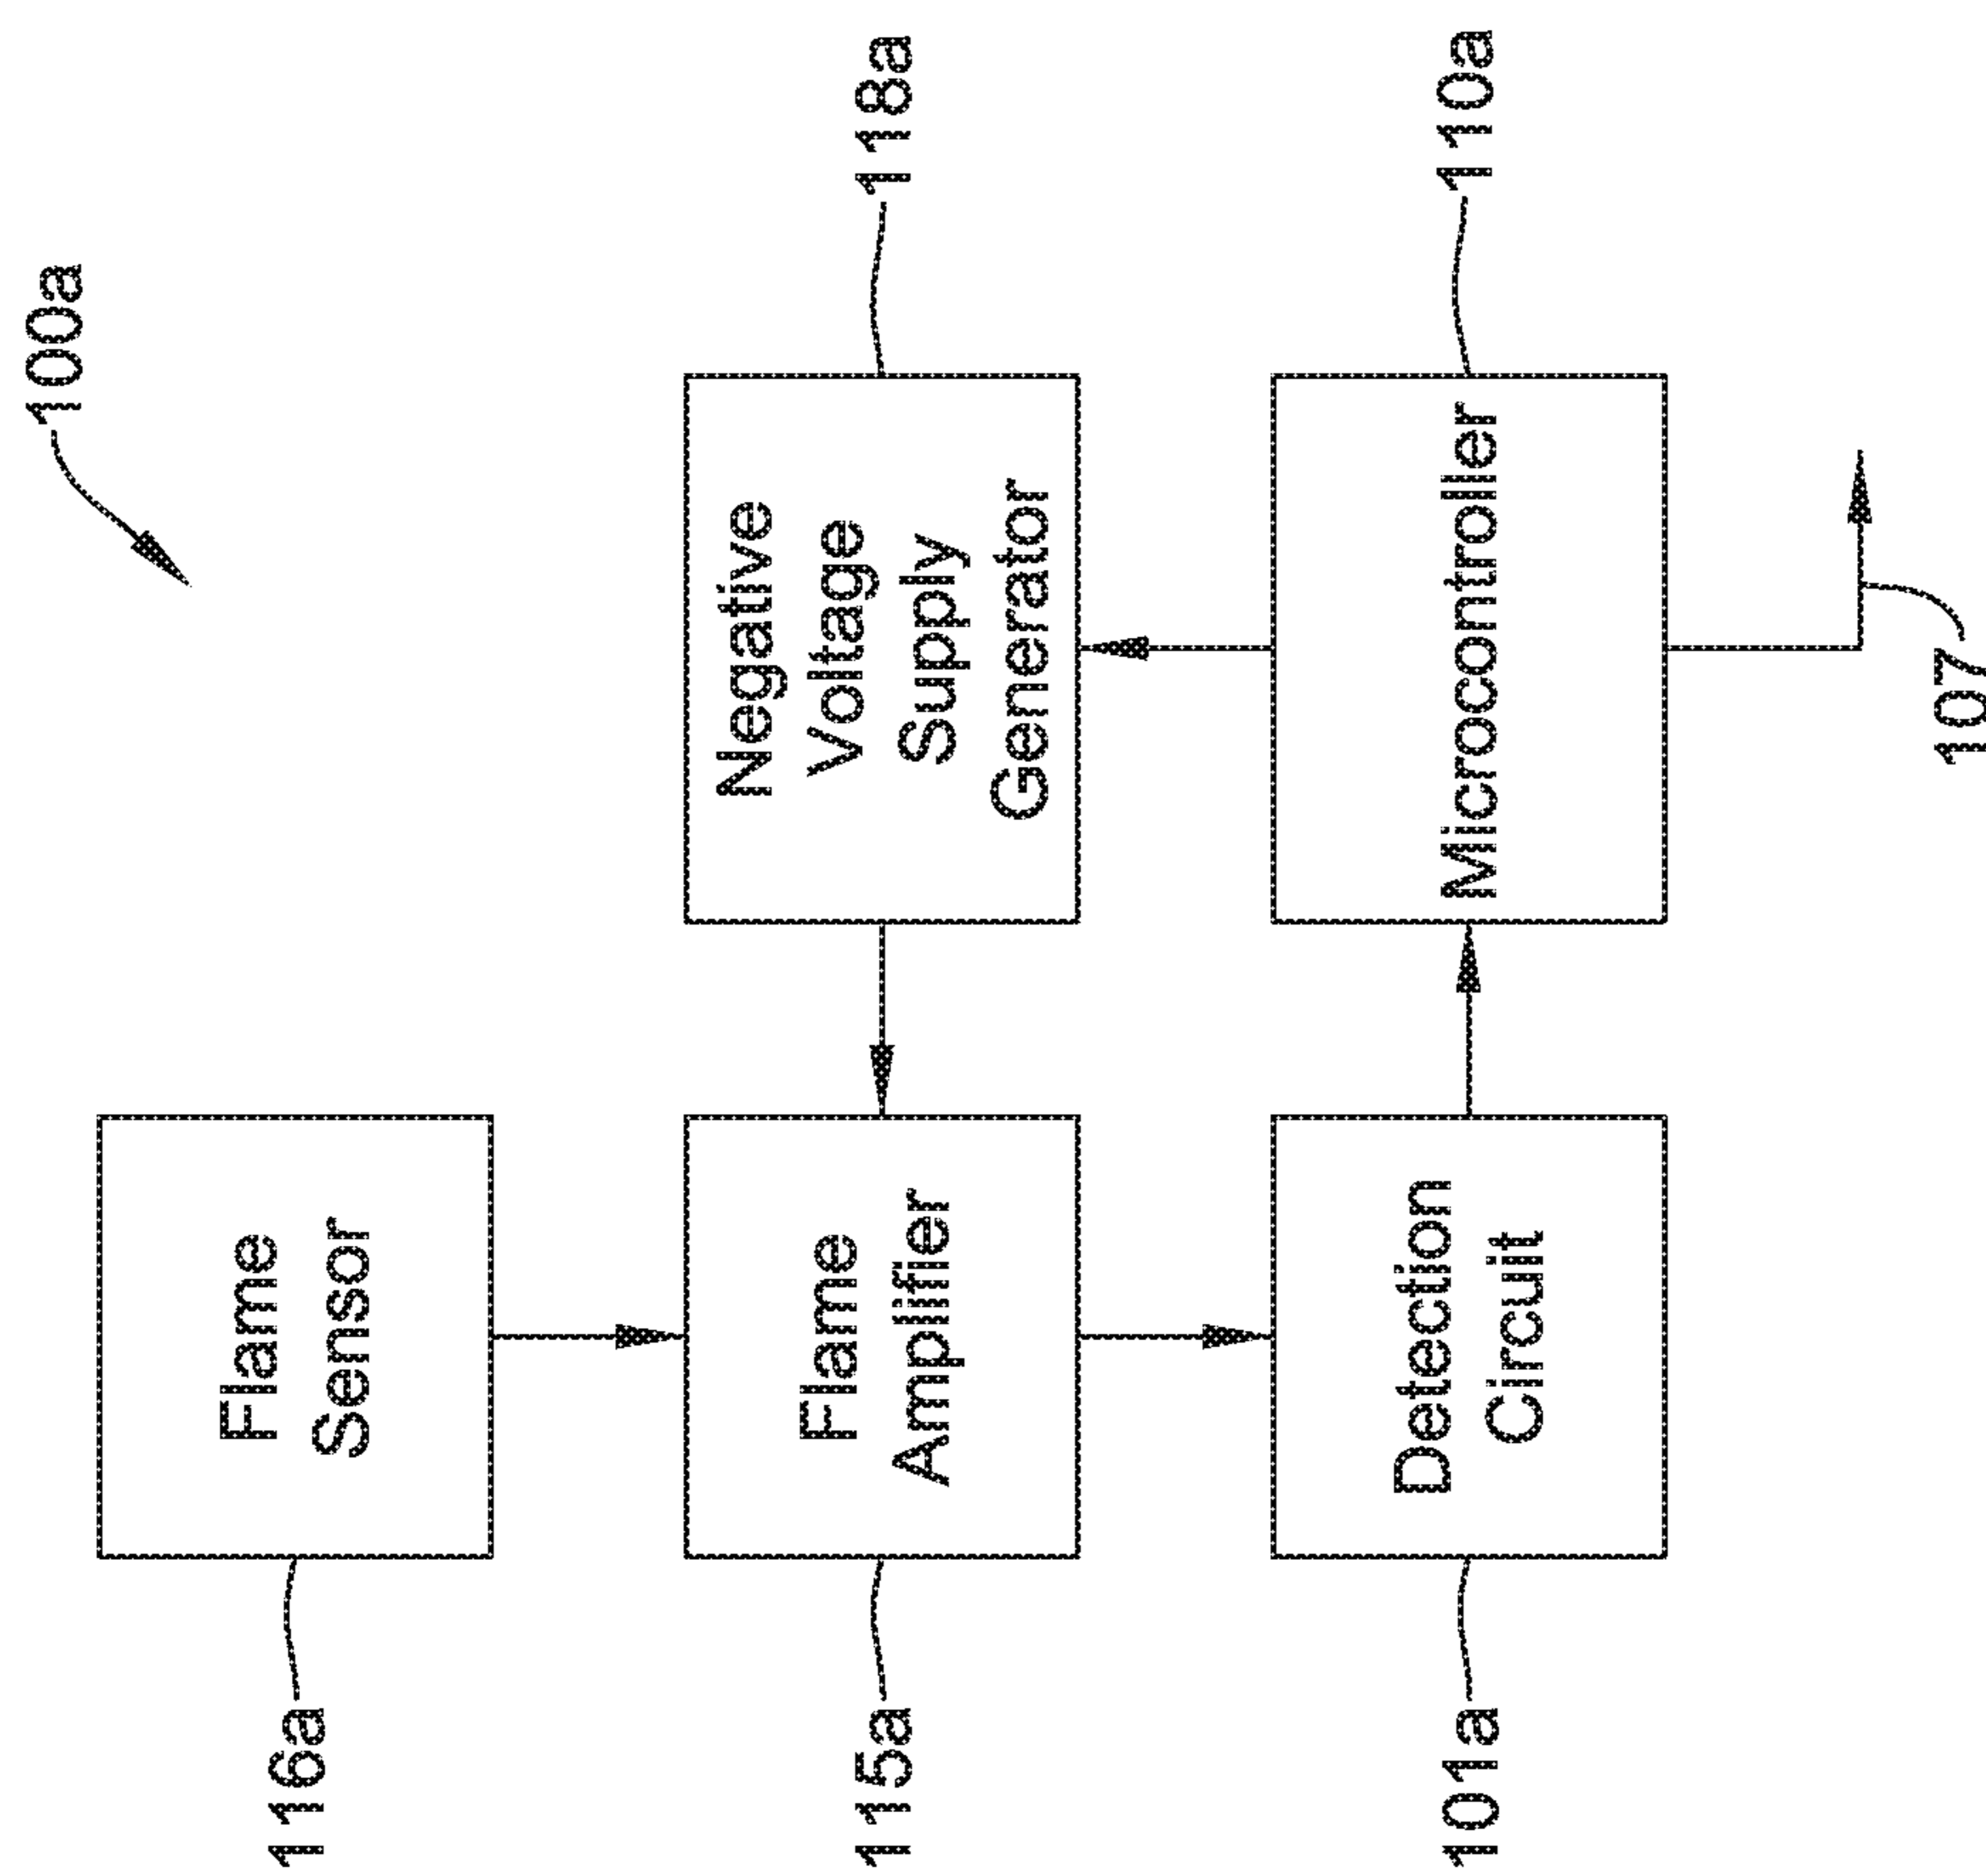 100a
116a
Flame
Sensor
115a
Flame
Amplifier
Negative
Voltage
Supply
Generator
118a
101a
Detection
Circuit
Microcontroller
110a
107